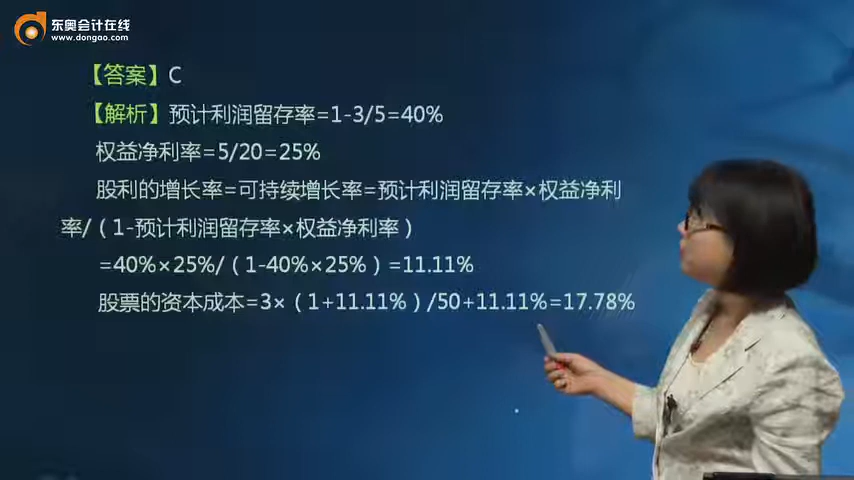 东奥会计在线
www.dongao.com
【答案】C
【解析】预计利润留存率=1-3/5=40%
权益净利率=5/20=25%
股利的增长率=可持续增长率=预计利润留存率×权益净利
率/（1-预计利润留存率×权益净利率）
=40%×25%/（1-40%×25%）=11.11%
股票的资本成本=3×（1+11.11%）/50+11.11%=17.78%